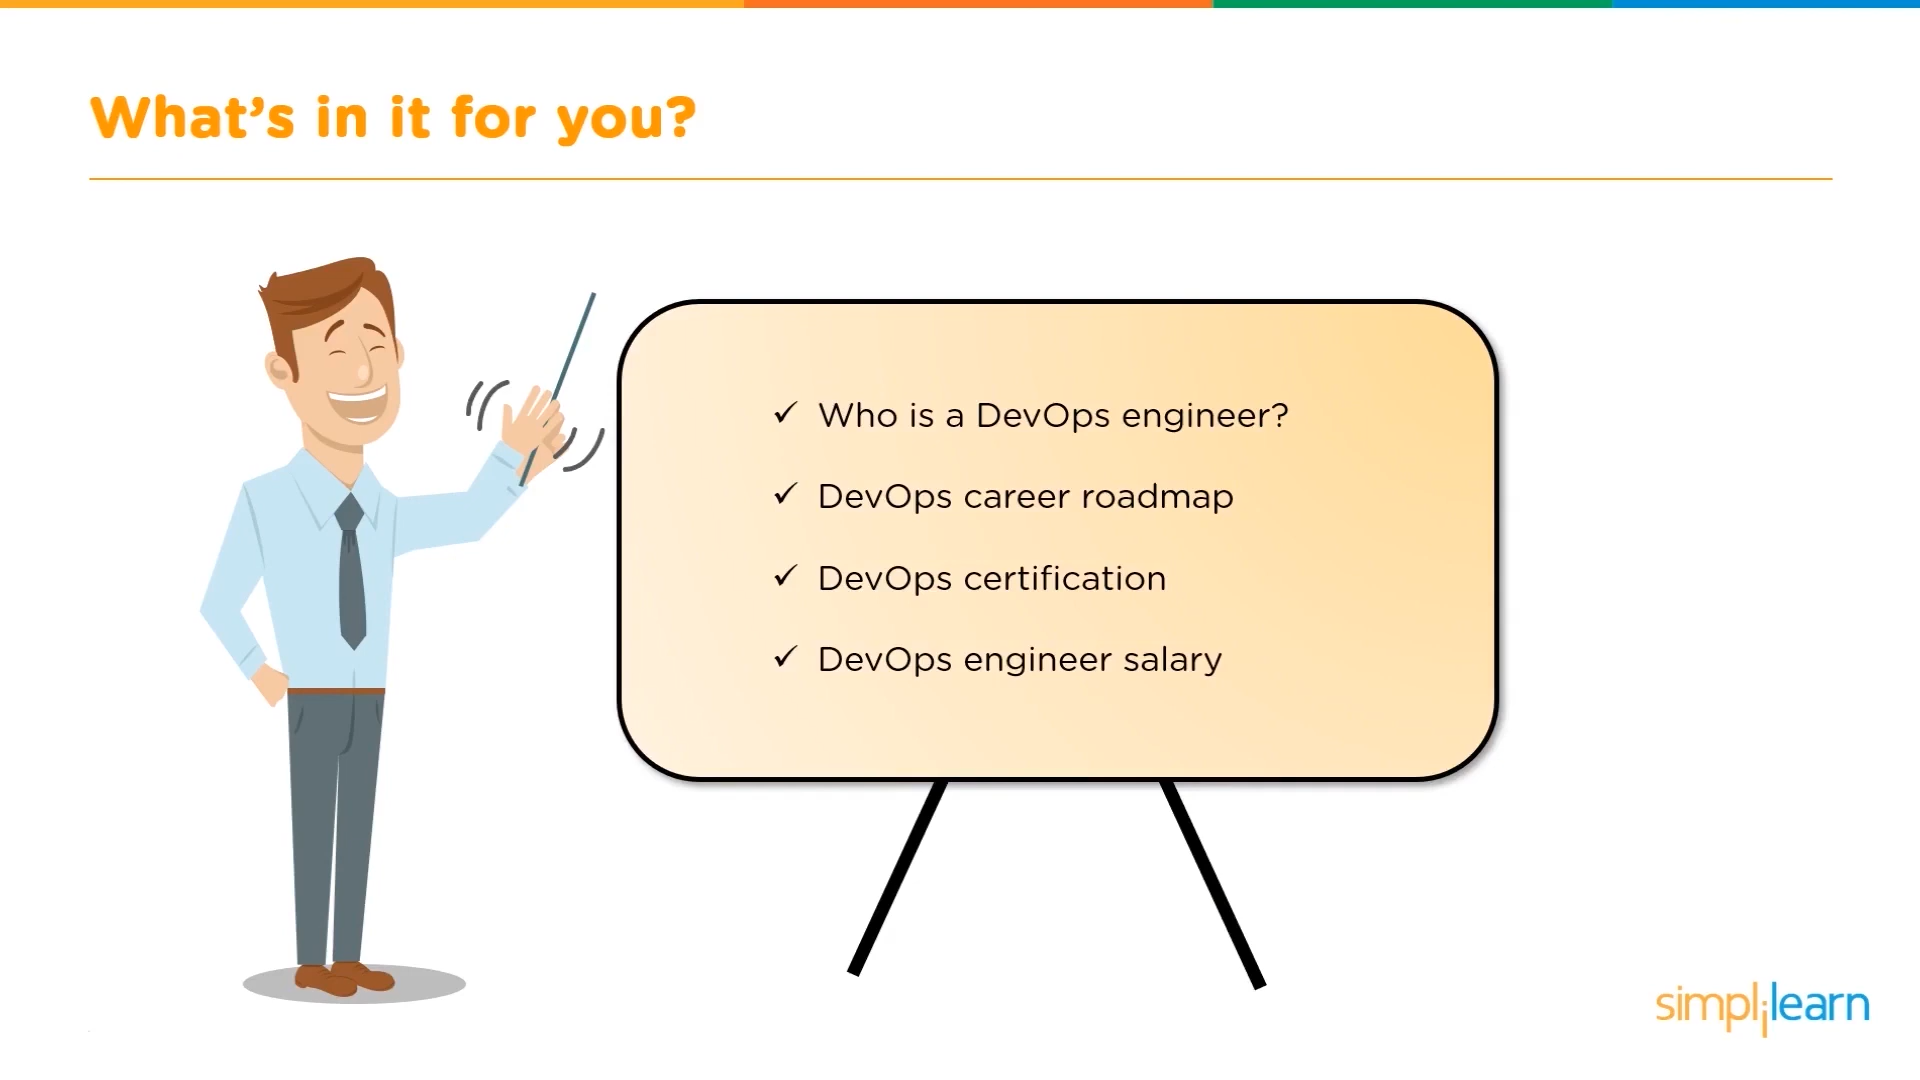 What's in it for you?
✓ Who is a DevOps engineer?
✓ DevOps career roadmap
✓ DevOps certification
✓ DevOps engineer salary
simplilearn